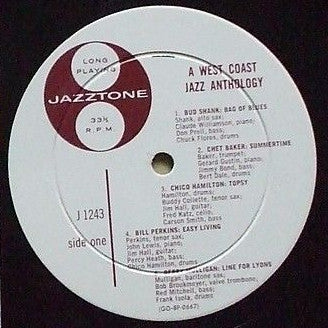 LONG
PLAYING
JAZZTONE
33⅓
R.P.M.
A WEST COAST
JAZZ ANTHOLOGY
1. BUD SHANK: BAG OF BLUES
Shank, alto sax;
Claude Williamson, piano;
Don Prell, bass;
Chuck Flores, drums
2. CHET BAKER: SUMMERTIME
Baker, trumpet;
Gerard Gustin, piano;
Jimmy Bond, bass;
Bert Dale, drums
3. CHICO HAMILTON: TOPSY
Hamilton, drums;
Buddy Collette, tenor sax;
Jim Hall, guitar;
Fred Katz, cello;
Carson Smith, bass
4. BILL PERKINS: EASY LIVING
Perkins, tenor sax;
John Lewis, piano;
Jim Hall, guitar;
Percy Heath, bass;
Chico Hamilton, drums
MULLIGAN: LINE FOR LYONS
Mulligan, baritone sax;
Bob Brookmeyer, valve trombone;
Red Mitchell, bass;
Frank Isola, drums
(GO-8P-0667)
J 1243
side one